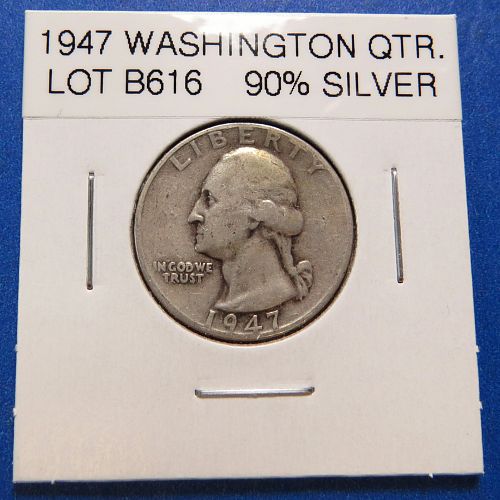 1947 WASHINGTON QTR.
LOT B616 90% SILVER
LIBERTY
IN GOD WE
TRUST
1947